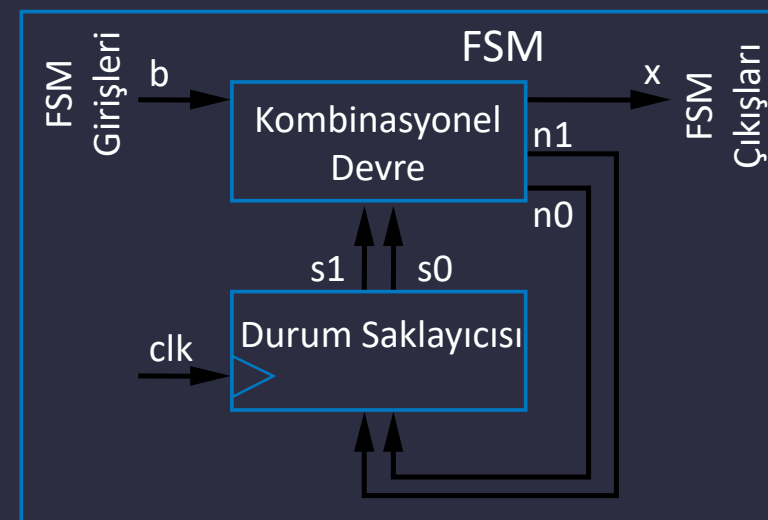 FSM
FSM
Girişleri
b
x
FSM
Çıkışları
Kombinasyonel
Devre
n1
n0
s1
s0
clk
Durum Saklayıcısı